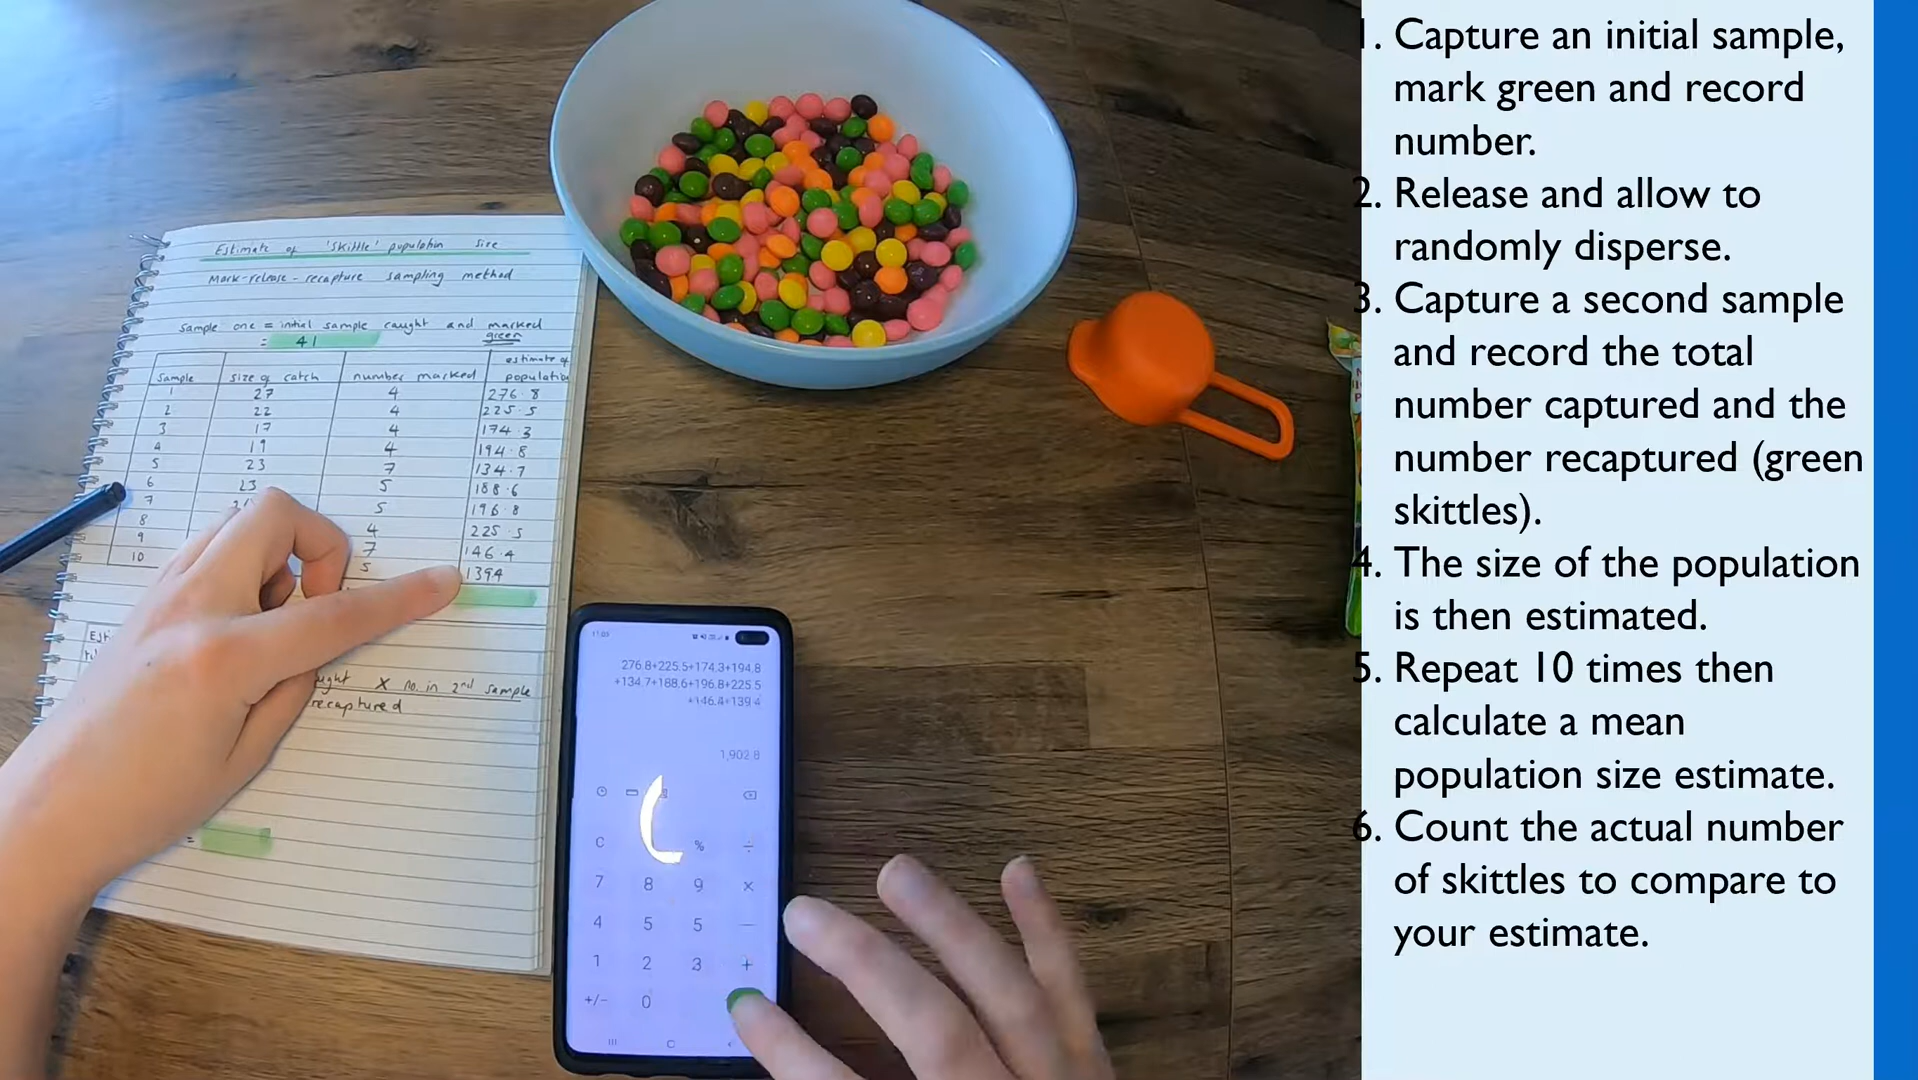 Estimate of 'skittle' population size
Mark-release-recapture sampling method
Sample one = initial sample caught and marked green
= 41
sample size of catch number marked estimate of population
1 27 4 276.8
2 22 4 225.5
3 17 4 174.3
4 19 4 194.8
5 23 7 134.7
6 23 5 188.6
7 5 196.8
8 4 225.5
9 7 146.4
10 5 1394
X no. in 2nd sample
recaptured
=
11:05
276.8+225.5+174.3+194.8
+134.7+188.6+196.8+225.5
+146.4+139.4
1,902.8
C % ÷
7 8 9 ×
4 5 5 −
1 2 3 +
+/- 0
1. Capture an initial sample,
mark green and record
number.
2. Release and allow to
randomly disperse.
3. Capture a second sample
and record the total
number captured and the
number recaptured (green
skittles).
4. The size of the population
is then estimated.
5. Repeat 10 times then
calculate a mean
population size estimate.
6. Count the actual number
of skittles to compare to
your estimate.